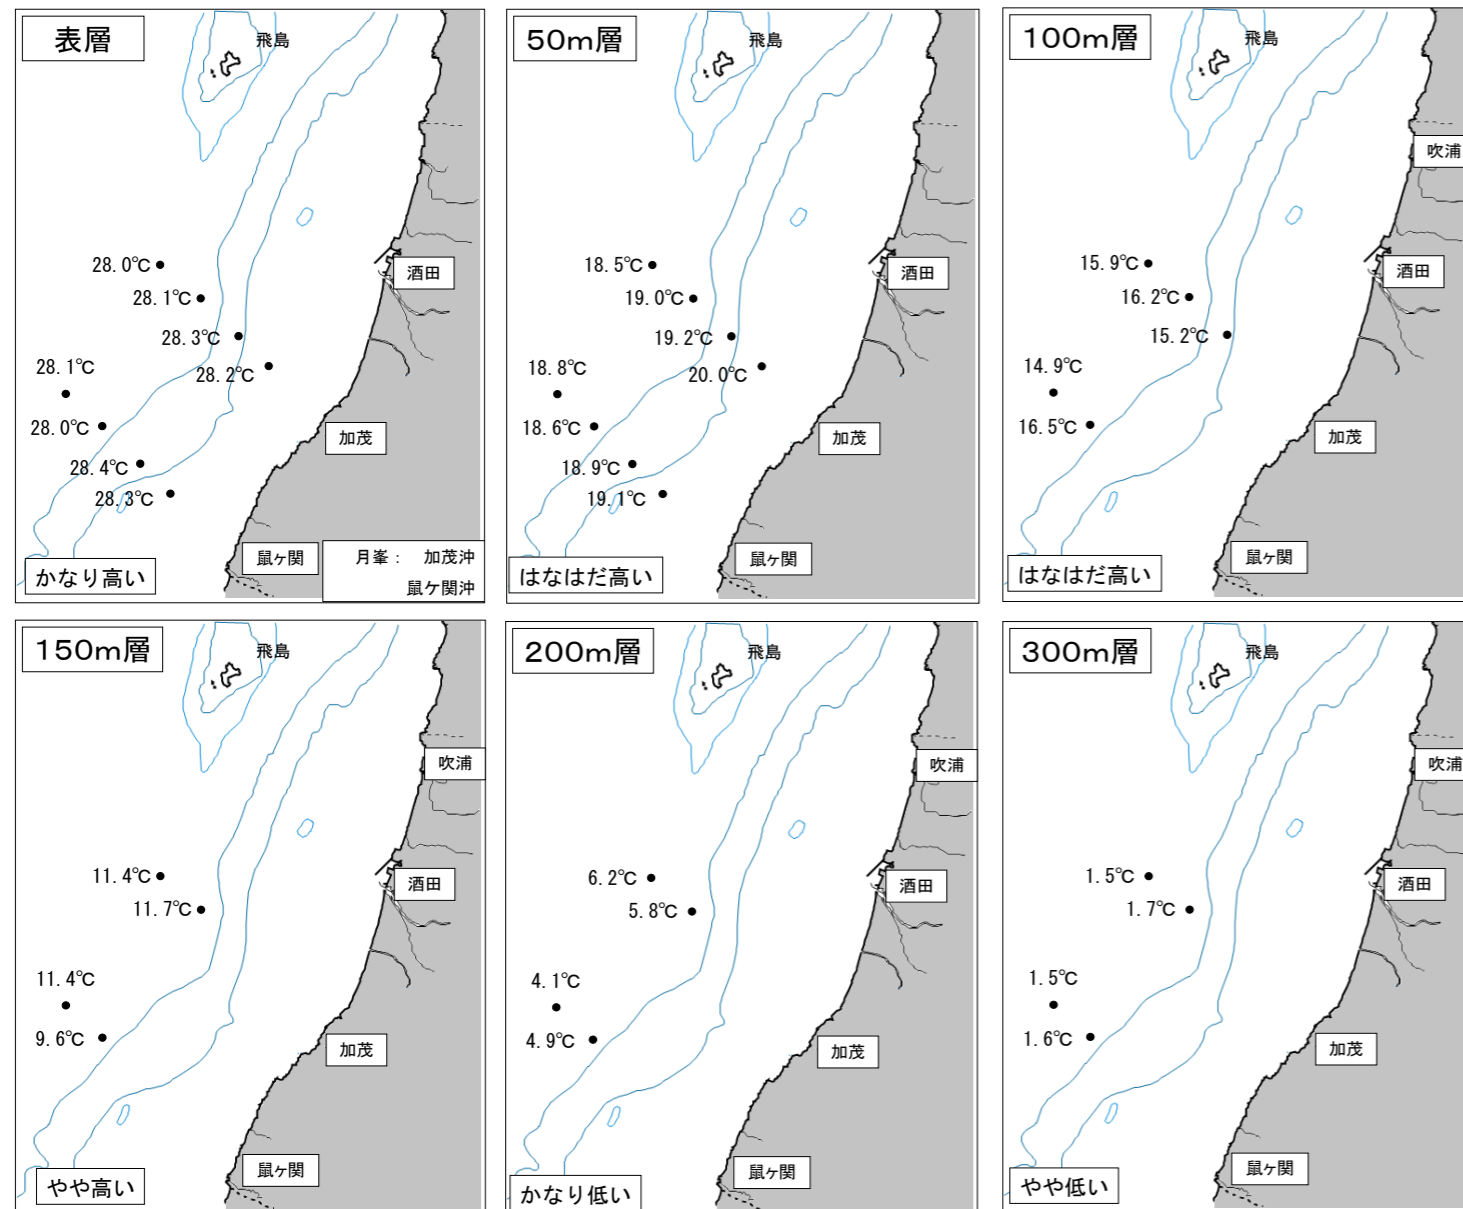 表層
飛島
28.0℃
28.1℃
28.3℃
28.2℃
28.1℃
28.0℃
28.4℃
28.3℃
酒田
加茂
鼠ヶ関
かなり高い
月峯： 加茂沖
鼠ケ関沖
50m層
飛島
18.5℃
19.0℃
19.2℃
20.0℃
18.8℃
18.6℃
18.9℃
19.1℃
酒田
加茂
鼠ヶ関
はなはだ高い
100m層
飛島
吹浦
15.9℃
16.2℃
15.2℃
14.9℃
16.5℃
酒田
加茂
鼠ヶ関
はなはだ高い
150m層
飛島
吹浦
11.4℃
11.7℃
11.4℃
9.6℃
酒田
加茂
鼠ヶ関
やや高い
200m層
飛島
吹浦
6.2℃
5.8℃
4.1℃
4.9℃
酒田
加茂
鼠ヶ関
かなり低い
300m層
飛島
吹浦
1.5℃
1.7℃
1.5℃
1.6℃
酒田
加茂
鼠ヶ関
やや低い